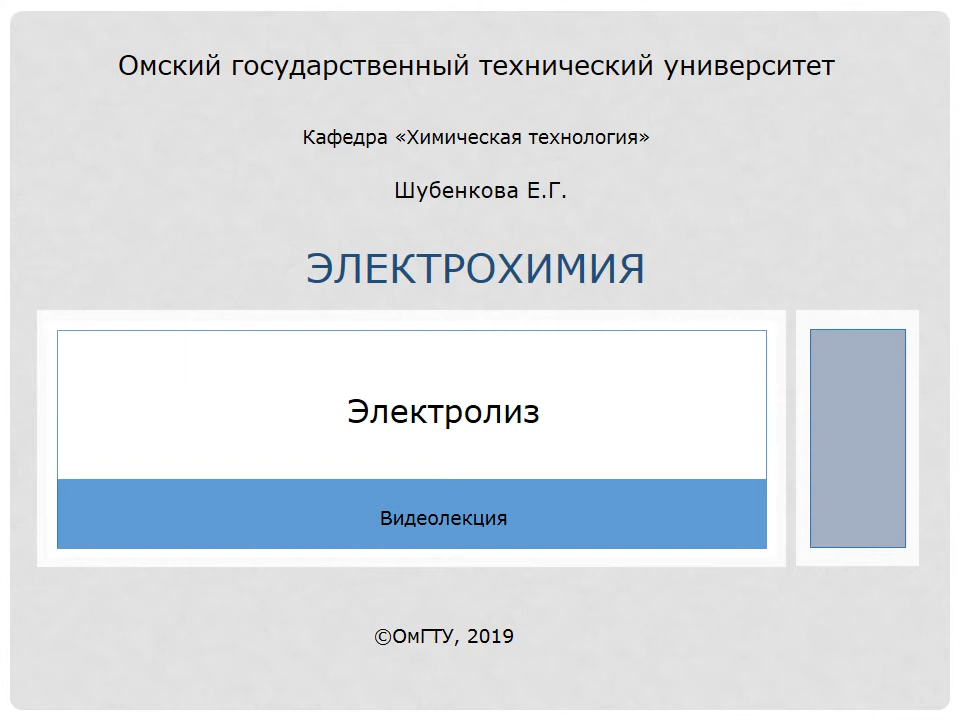 Омский государственный технический университет
Кафедра «Химическая технология»
Шубенкова Е.Г.
ЭЛЕКТРОХИМИЯ
Электролиз
Видеолекция
©ОмГТУ, 2019